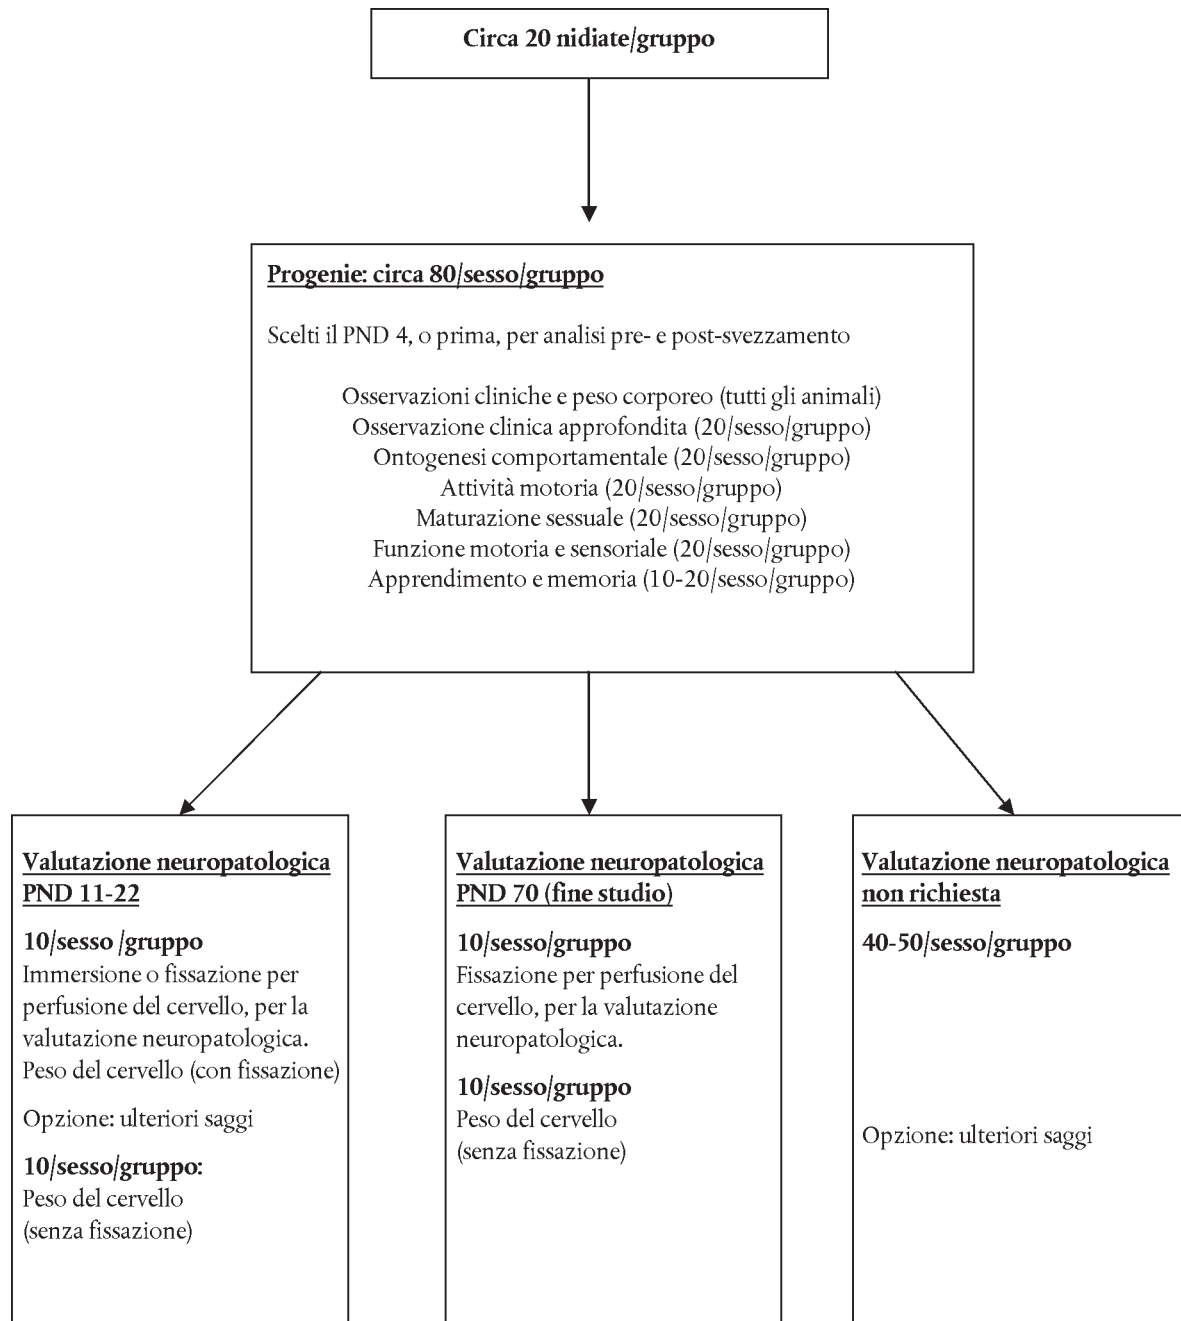 Circa 20 nidiate/gruppo
Progenie: circa 80/sesso/gruppo
Scelti il PND 4, o prima, per analisi pre- e post-svezzamento
Osservazioni cliniche e peso corporeo (tutti gli animali)
Osservazione clinica approfondita (20/sesso/gruppo)
Ontogenesi comportamentale (20/sesso/gruppo)
Attività motoria (20/sesso/gruppo)
Maturazione sessuale (20/sesso/gruppo)
Funzione motoria e sensoriale (20/sesso/gruppo)
Apprendimento e memoria (10-20/sesso/gruppo)
Valutazione neuropatologica
PND 11-22
10/sesso /gruppo
Immersione o fissazione per
perfusione del cervello, per la
valutazione neuropatologica.
Peso del cervello (con fissazione)
Opzione: ulteriori saggi
10/sesso/gruppo:
Peso del cervello
(senza fissazione)
Valutazione neuropatologica
PND 70 (fine studio)
10/sesso/gruppo
Fissazione per perfusione del
cervello, per la valutazione
neuropatologica.
10/sesso/gruppo
Peso del cervello
(senza fissazione)
Valutazione neuropatologica
non richiesta
40-50/sesso/gruppo
Opzione: ulteriori saggi